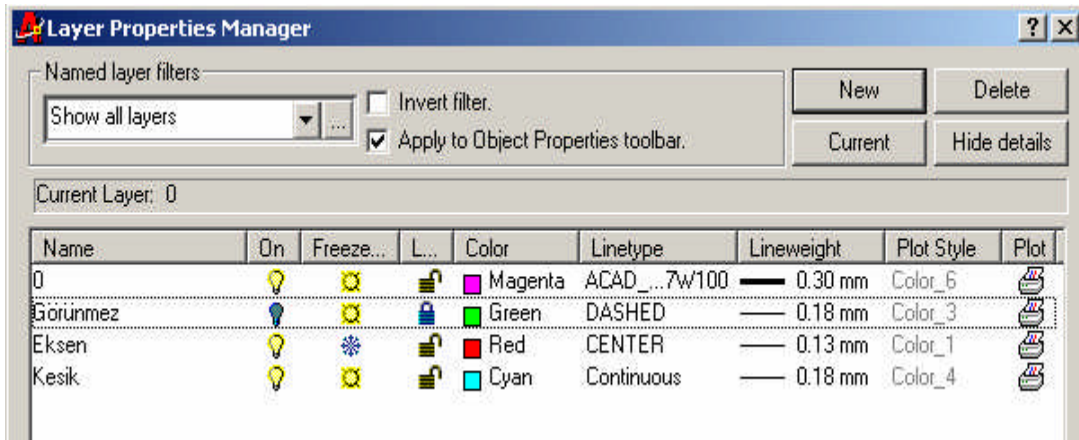 Layer Properties Manager
Named layer filters
Show all layers
...
Invert filter.
Apply to Object Properties toolbar.
New
Delete
Current
Hide details
Current Layer: 0
Name On Freeze... L... Color Linetype Lineweight Plot Style Plot
0 Magenta ACAD_...7W100 0.30 mm Color_6
Görünmez Green DASHED 0.18 mm Color_3
Eksen Red CENTER 0.13 mm Color_1
Kesik Cyan Continuous 0.18 mm Color_4